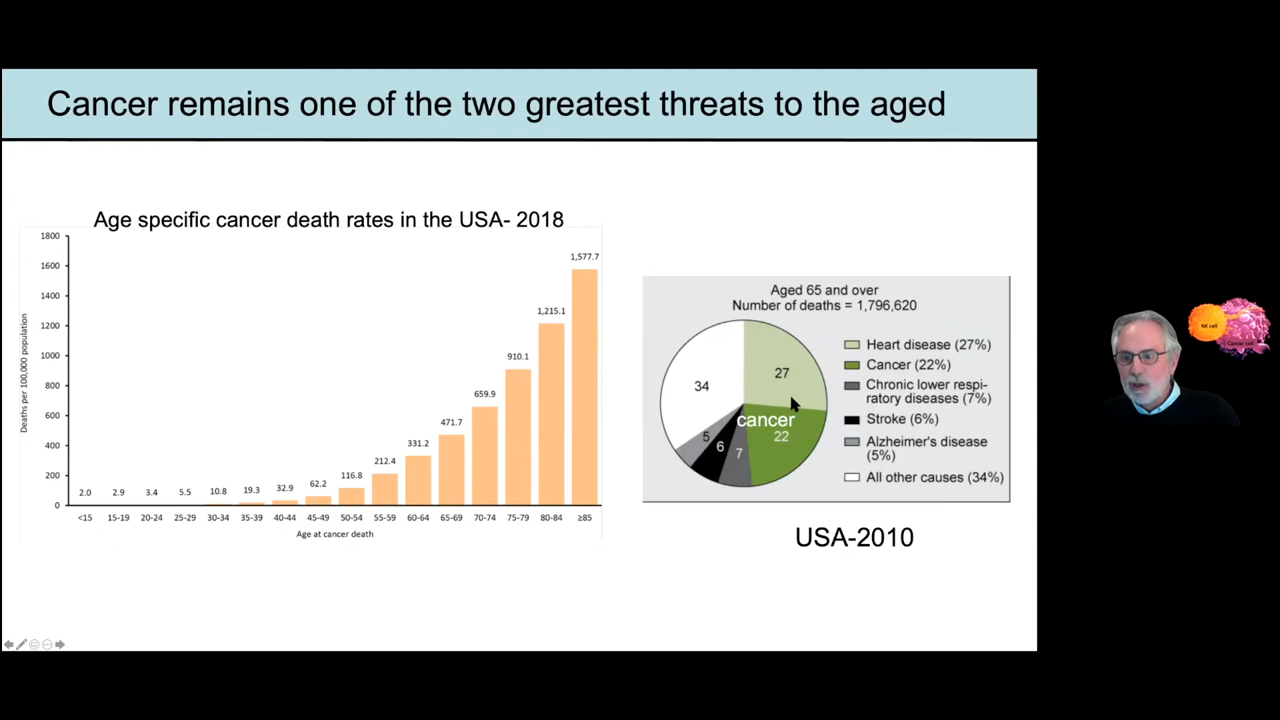 Cancer remains one of the two greatest threats to the aged
Age specific cancer death rates in the USA- 2018
Deaths per 100,000 population
1800
1600
1400
1200
1000
800
600
400
200
0
2.0
2.9
3.4
5.5
10.8
19.3
32.9
62.2
116.8
212.4
331.2
471.7
659.9
910.1
1,215.1
1,577.7
<15
15-19
20-24
25-29
30-34
35-39
40-44
45-49
50-54
55-59
60-64
65-69
70-74
75-79
80-84
≥85
Age at cancer death
Aged 65 and over
Number of deaths = 1,796,620
27
cancer
22
7
6
5
34
Heart disease (27%)
Cancer (22%)
Chronic lower respi-
ratory diseases (7%)
Stroke (6%)
Alzheimer's disease
(5%)
All other causes (34%)
USA-2010
NK cell
Cancer cell